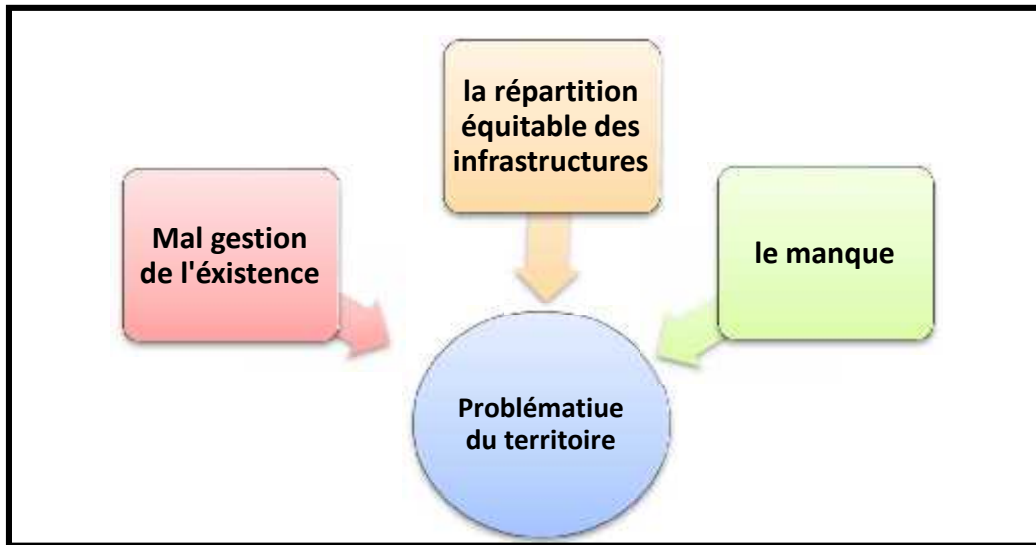 la répartition
équitable des
infrastructures
Mal gestion
de l'éxistence
le manque
Problématiue
du territoire